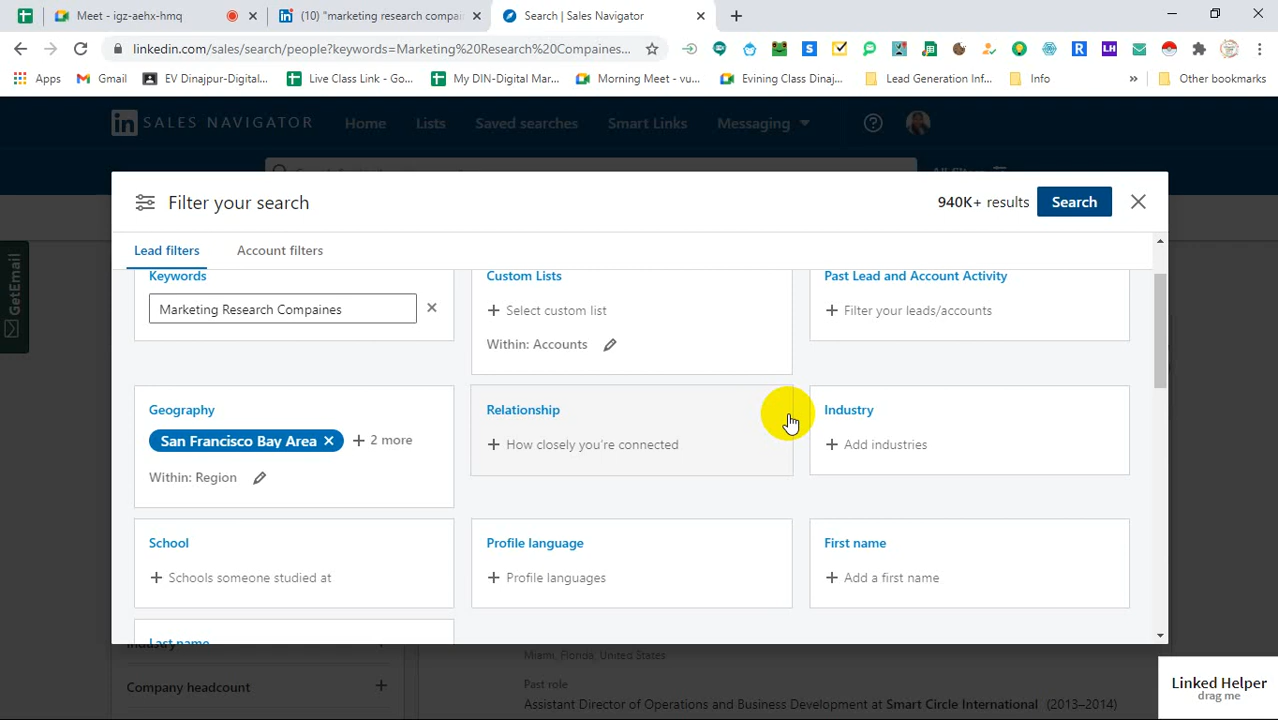 Meet - igz-aehx-hmq
(10) "marketing research compa
Search | Sales Navigator
linkedin.com/sales/search/people?keywords=Marketing%20Research%20Compaines...
Apps
Gmail
EV Dinajpur-Digital...
Live Class Link - Go...
My DIN-Digital Mar...
Morning Meet - vu...
Evining Class Dinaj...
Lead Generation Inf...
Info
»
Other bookmarks
in SALES NAVIGATOR
Home
Lists
Saved searches
Smart Links
Messaging
Filter your search
940K+ results
Search
Lead filters
Account filters
Keywords
Custom Lists
Past Lead and Account Activity
Marketing Research Compaines
+ Select custom list
+ Filter your leads/accounts
Within: Accounts
Geography
Relationship
Industry
San Francisco Bay Area
+ 2 more
+ How closely you're connected
+ Add industries
Within: Region
School
Profile language
First name
+ Schools someone studied at
+ Profile languages
+ Add a first name
Last name
GetEmail
Industry
Miami, Florida, United States
Company headcount +
Past role
Assistant Director of Operations and Business Development at Smart Circle International (2013–2014)
Linked Helper
drag me